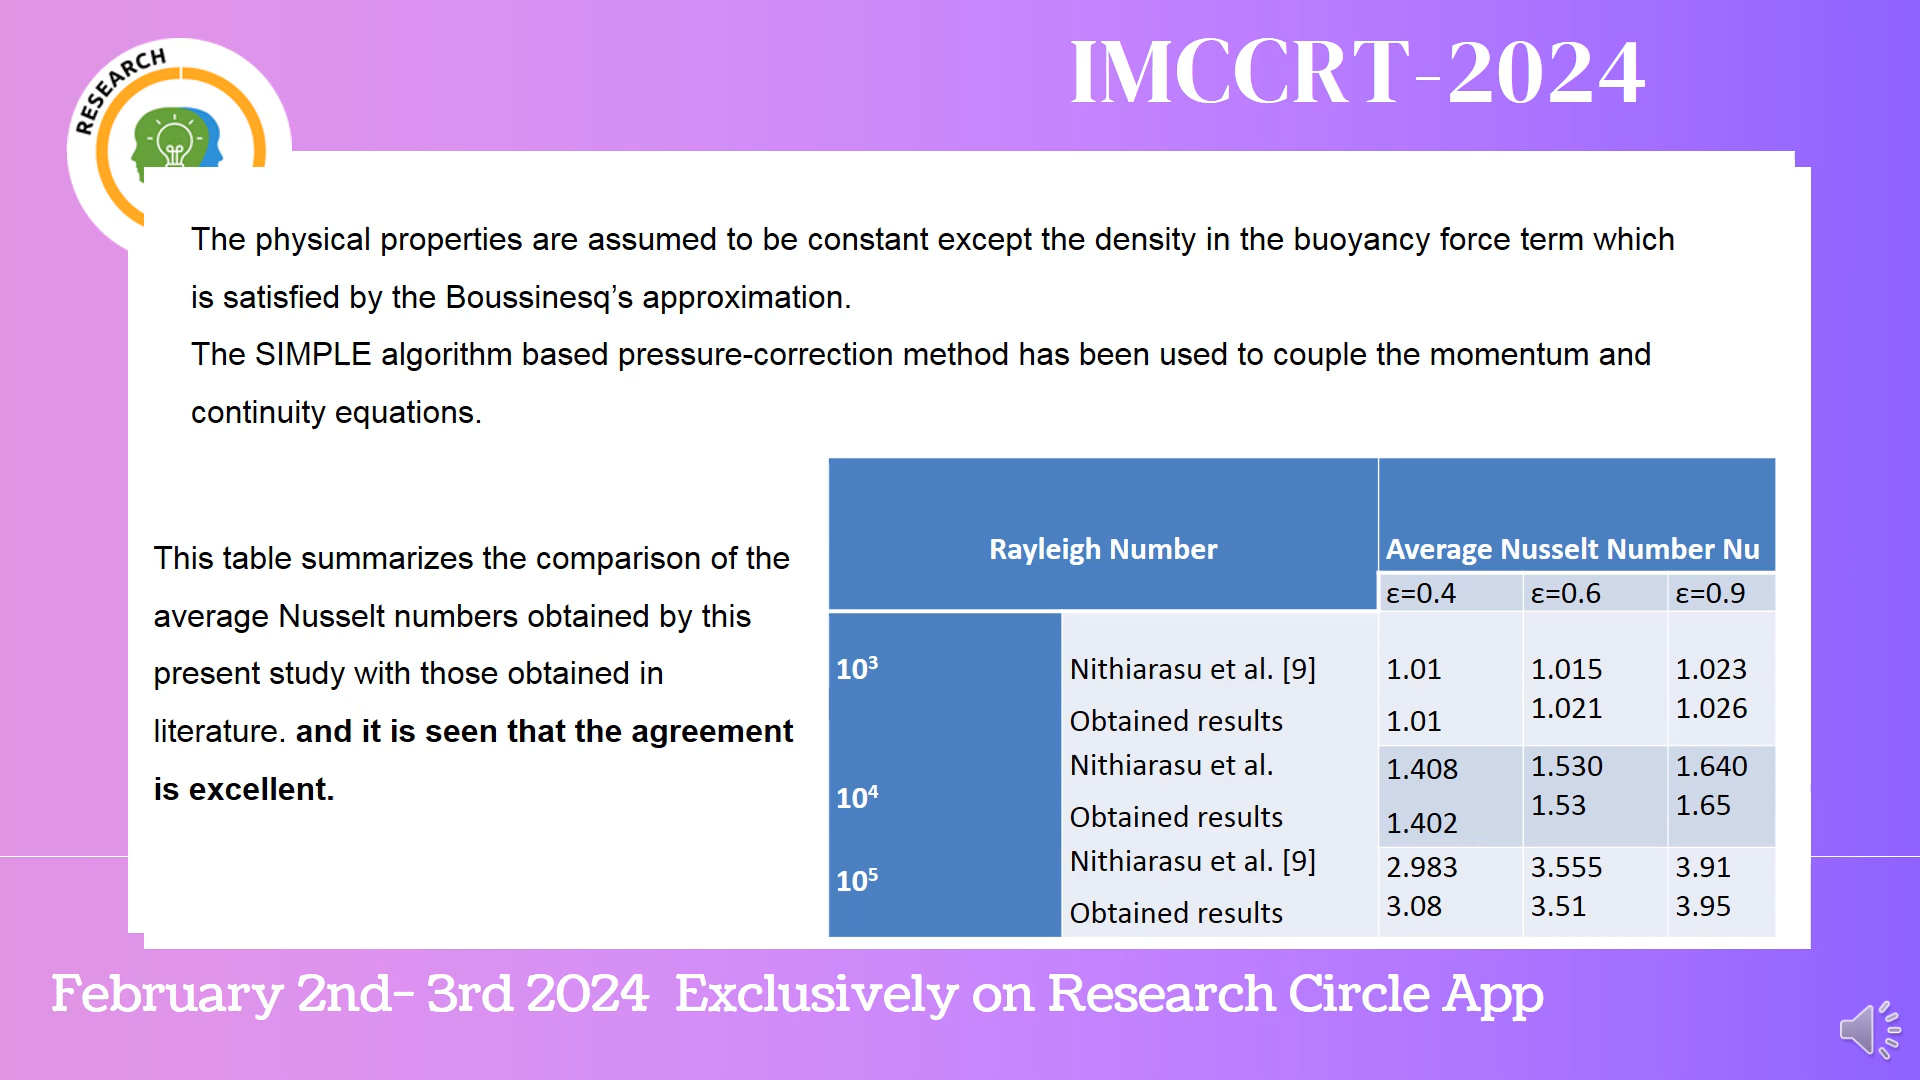 RESEARCH
IMCCRT-2024
The physical properties are assumed to be constant except the density in the buoyancy force term which
is satisfied by the Boussinesq’s approximation.
The SIMPLE algorithm based pressure-correction method has been used to couple the momentum and
continuity equations.
This table summarizes the comparison of the
average Nusselt numbers obtained by this
present study with those obtained in
literature. and it is seen that the agreement
is excellent.
Rayleigh Number Average Nusselt Number Nu
ε=0.4 ε=0.6 ε=0.9
10³ Nithiarasu et al. [9] 1.01 1.015 1.023
Obtained results 1.01 1.021 1.026
10⁴ Nithiarasu et al. 1.408 1.530 1.640
Obtained results 1.402 1.53 1.65
10⁵ Nithiarasu et al. [9] 2.983 3.555 3.91
Obtained results 3.08 3.51 3.95
February 2nd- 3rd 2024 Exclusively on Research Circle App